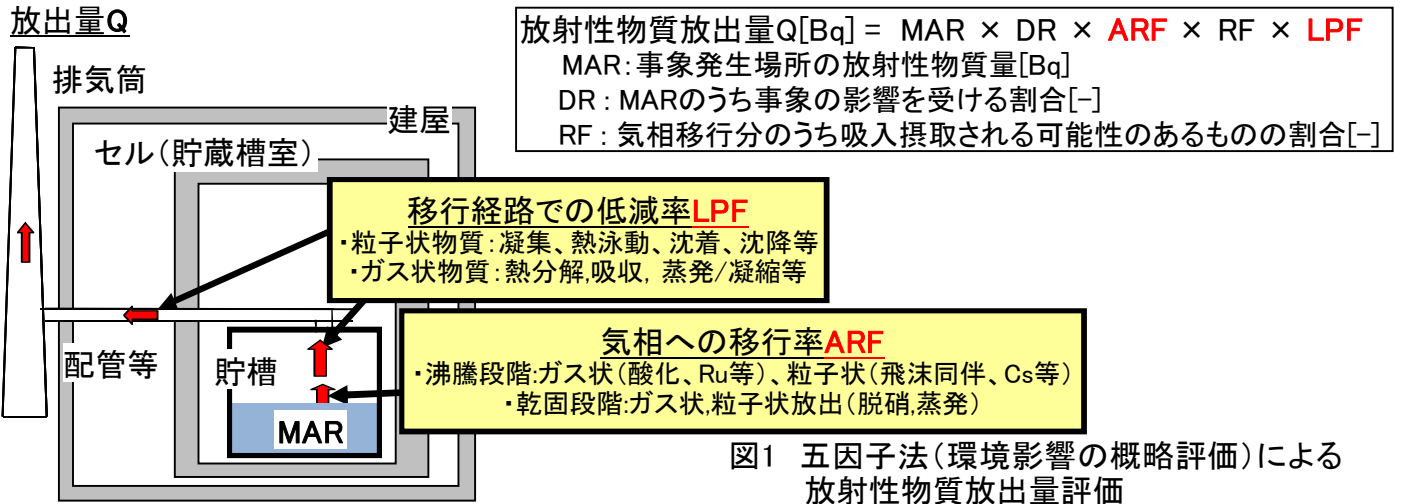 放出量Q
放射性物質放出量Q[Bq] = MAR × DR × ARF × RF × LPF
MAR:事象発生場所の放射性物質量[Bq]
DR:MARのうち事象の影響を受ける割合[-]
RF:気相移行分のうち吸入摂取される可能性のあるものの割合[-]
排気筒
建屋
セル(貯蔵槽室)
移行経路での低減率LPF
・粒子状物質:凝集、熱泳動、沈着、沈降等
・ガス状物質:熱分解,吸収, 蒸発/凝縮等
気相への移行率ARF
・沸騰段階:ガス状(酸化、Ru等)、粒子状(飛沫同伴、Cs等)
・乾固段階:ガス状,粒子状放出(脱硝,蒸発)
配管等
貯槽
MAR
図1 五因子法(環境影響の概略評価)による
放射性物質放出量評価